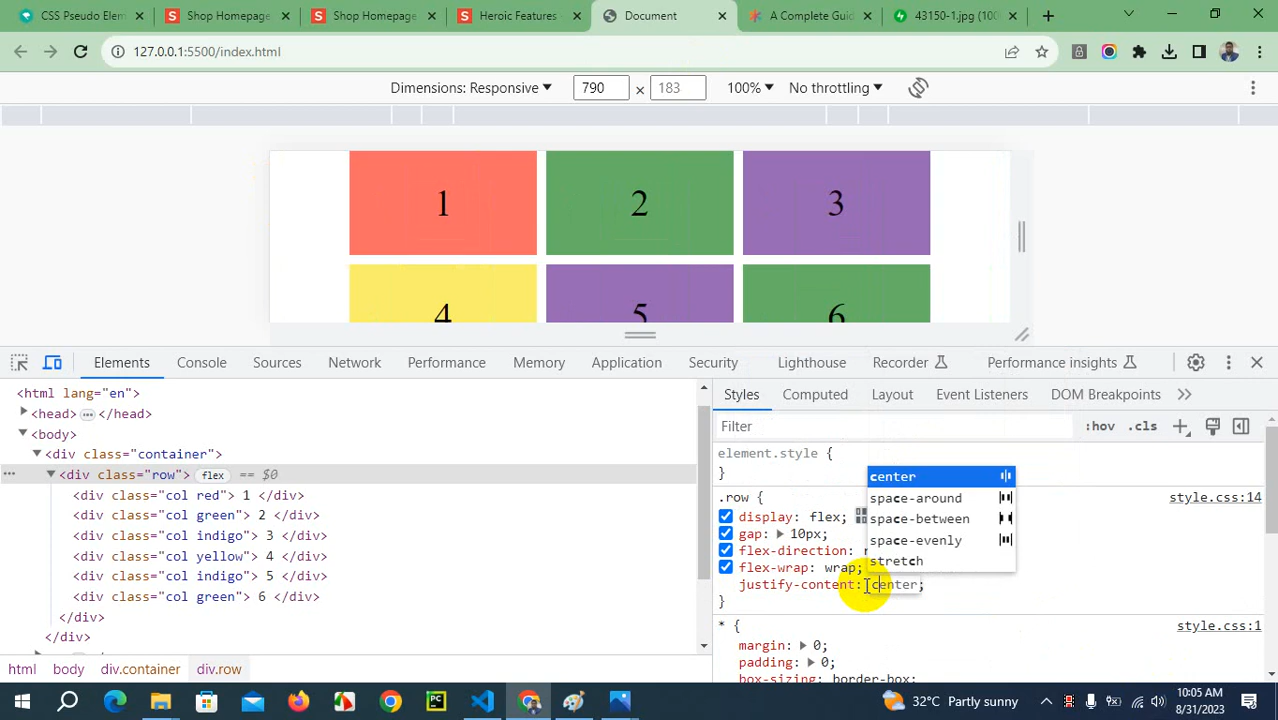 CSS Pseudo Elem
Shop Homepage
Shop Homepage
Heroic Features -
Document
A Complete Guid
43150-1.jpg (100
127.0.0.1:5500/index.html
Dimensions: Responsive
790
×
183
100%
No throttling
1
2
3
4
5
6
Elements
Console
Sources
Network
Performance
Memory
Application
Security
Lighthouse
Recorder
Performance insights
<html lang="en">
<head> ••• </head>
<body>
<div class="container">
<div class="row"> flex == $0
<div class="col red"> 1 </div>
<div class="col green"> 2 </div>
<div class="col indigo"> 3 </div>
<div class="col yellow"> 4 </div>
<div class="col indigo"> 5 </div>
<div class="col green"> 6 </div>
</div>
</div>
html body div.container div.row
Styles
Computed
Layout
Event Listeners
DOM Breakpoints
Filter
:hov .cls
element.style {
}
.row {
style.css:14
display: flex;
gap: 10px;
flex-direction: r
flex-wrap: wrap;
justify-content: center;
}
center
space-around
space-between
space-evenly
stretch
* {
style.css:1
margin: 0;
padding: 0;
box-sizing: border-box;
PC
32°C Partly sunny
10:05 AM
8/31/2023